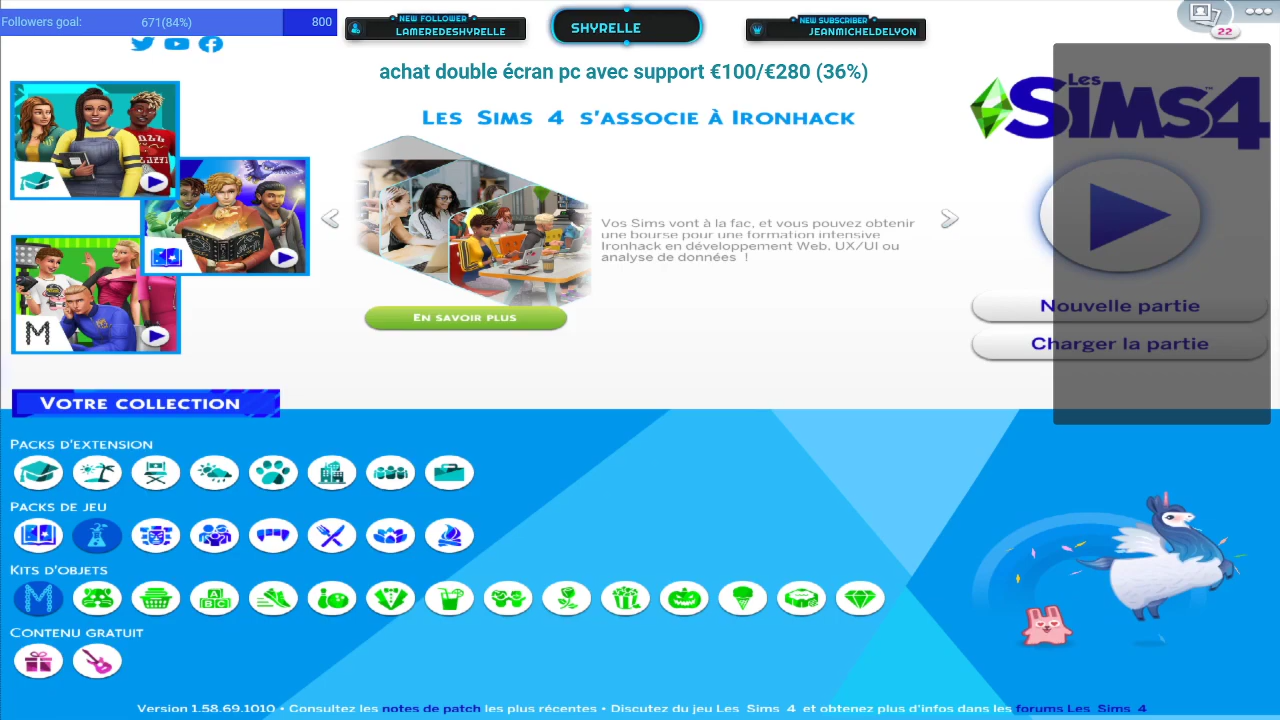 Followers goal: 671(84%) 800
NEW FOLLOWER
LAMEREDESHYRELLE
SHYRELLE
NEW SUBSCRIBER
JEANMICHELDELYON
22
achat double écran pc avec support €100/€280 (36%)
Les Sims 4 s'associe à Ironhack
Les SiMS 4
Vos Sims vont à la fac, et vous pouvez obtenir
une bourse pour une formation intensive
Ironhack en développement Web, UX/UI ou
analyse de données !
En savoir plus
Nouvelle partie
Charger la partie
M
Votre collection
Packs d'extension
Packs de jeu
Kits d'objets
M
A
B C
Contenu gratuit
Version 1.58.69.1010 • Consultez les notes de patch les plus récentes • Discutez du jeu Les Sims 4 et obtenez plus d'infos dans les forums Les Sims 4